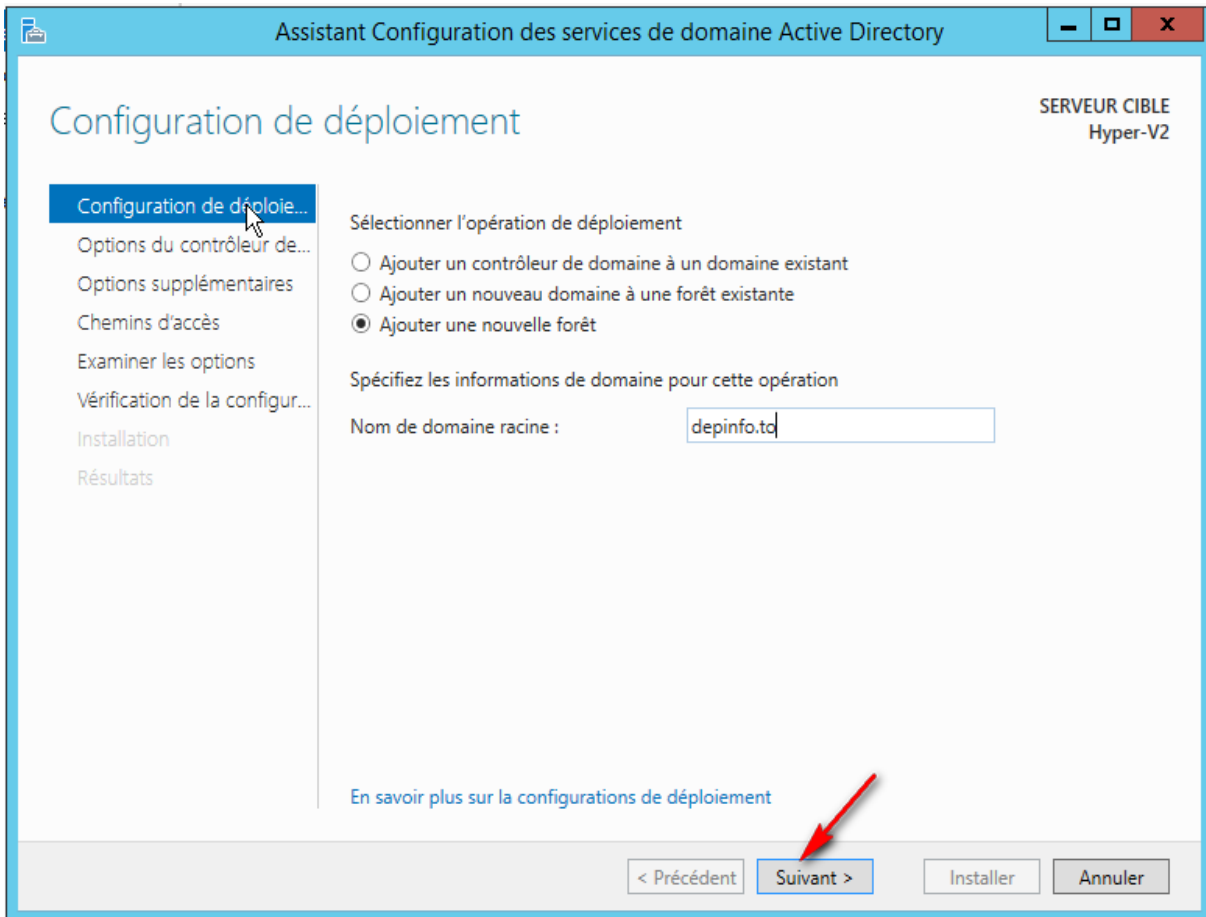 Assistant Configuration des services de domaine Active Directory
Configuration de déploiement
SERVEUR CIBLE
Hyper-V2
Configuration de déploie...
Options du contrôleur de...
Options supplémentaires
Chemins d'accès
Examiner les options
Vérification de la configur...
Installation
Résultats
Sélectionner l'opération de déploiement
Ajouter un contrôleur de domaine à un domaine existant
Ajouter un nouveau domaine à une forêt existante
Ajouter une nouvelle forêt
Spécifiez les informations de domaine pour cette opération
Nom de domaine racine : depinfo.to
En savoir plus sur la configurations de déploiement
< Précédent Suivant > Installer Annuler